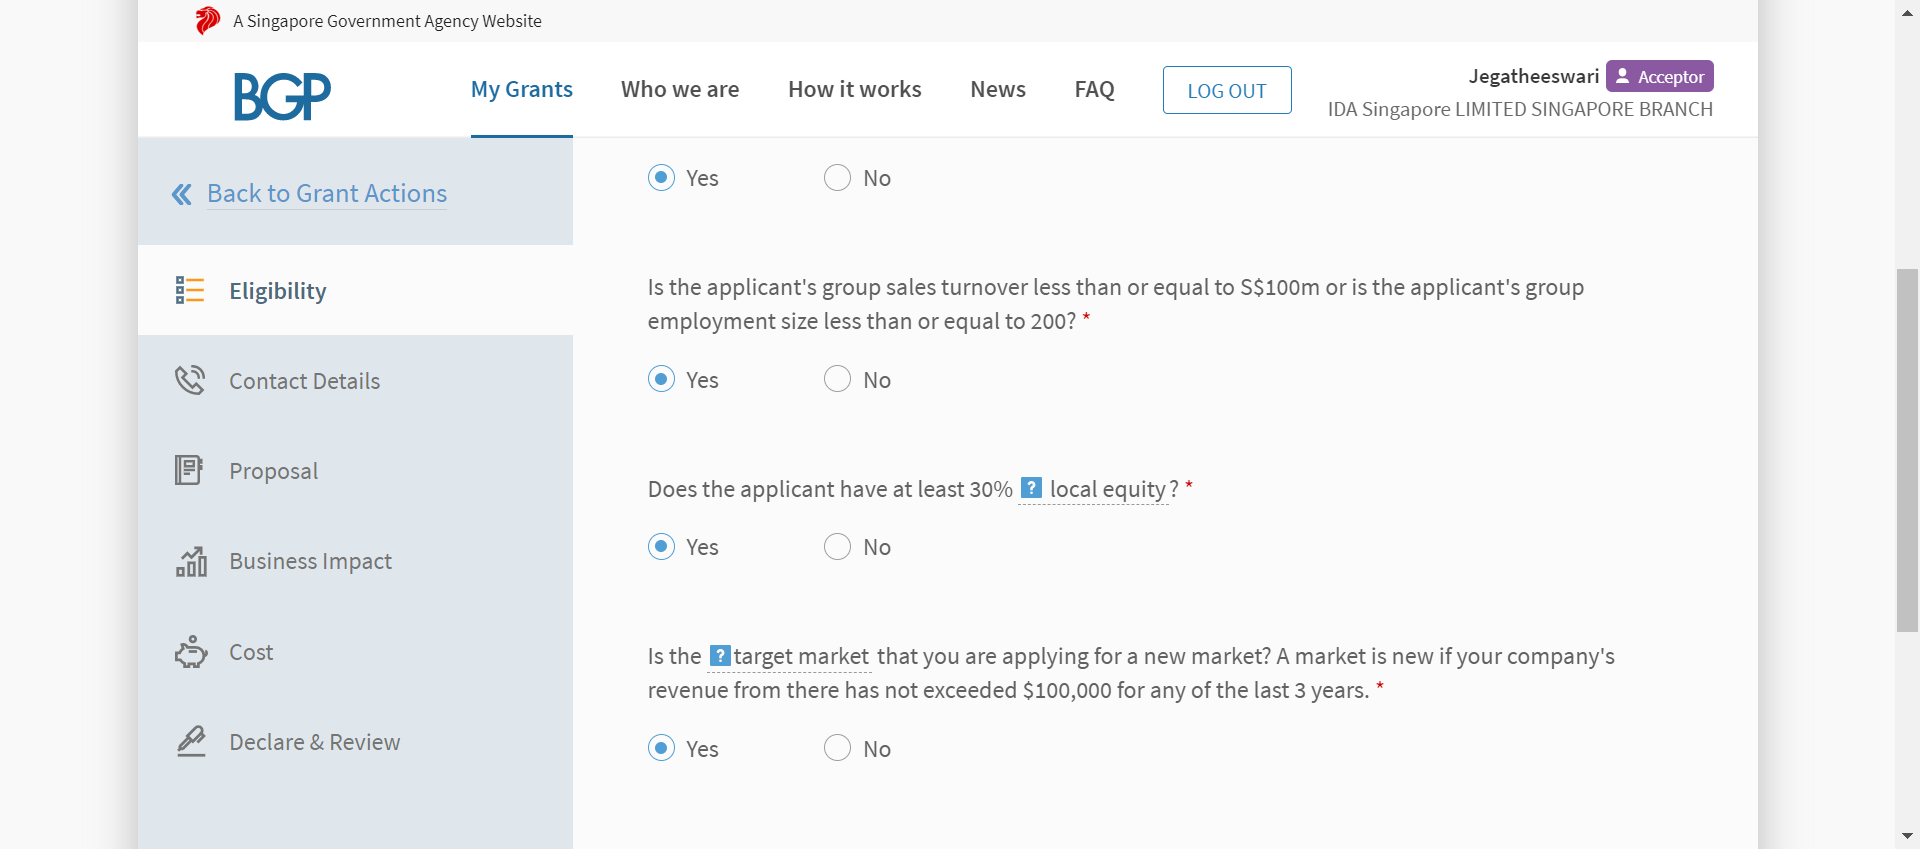 A Singapore Government Agency Website
BGP
My Grants
Who we are
How it works
News
FAQ
LOG OUT
Jegatheeswari
Acceptor
IDA Singapore LIMITED SINGAPORE BRANCH
Back to Grant Actions
Eligibility
Contact Details
Proposal
Business Impact
Cost
Declare & Review
Yes
No
Is the applicant's group sales turnover less than or equal to S$100m or is the applicant's group
employment size less than or equal to 200? *
Yes
No
Does the applicant have at least 30% ? local equity? *
Yes
No
Is the ? target market that you are applying for a new market? A market is new if your company's
revenue from there has not exceeded $100,000 for any of the last 3 years. *
Yes
No